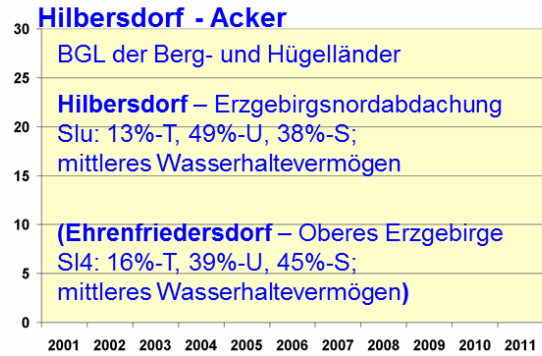 Hilbersdorf - Acker
30
BGL der Berg- und Hügelländer
25
Hilbersdorf – Erzgebirgsnordabdachung
20
Slu: 13%-T, 49%-U, 38%-S;
mittleres Wasserhaltevermögen
15
10
(Ehrenfriedersdorf – Oberes Erzgebirge
Sl4: 16%-T, 39%-U, 45%-S;
5
mittleres Wasserhaltevermögen)
0
2001 2002 2003 2004 2005 2006 2007 2008 2009 2010 2011